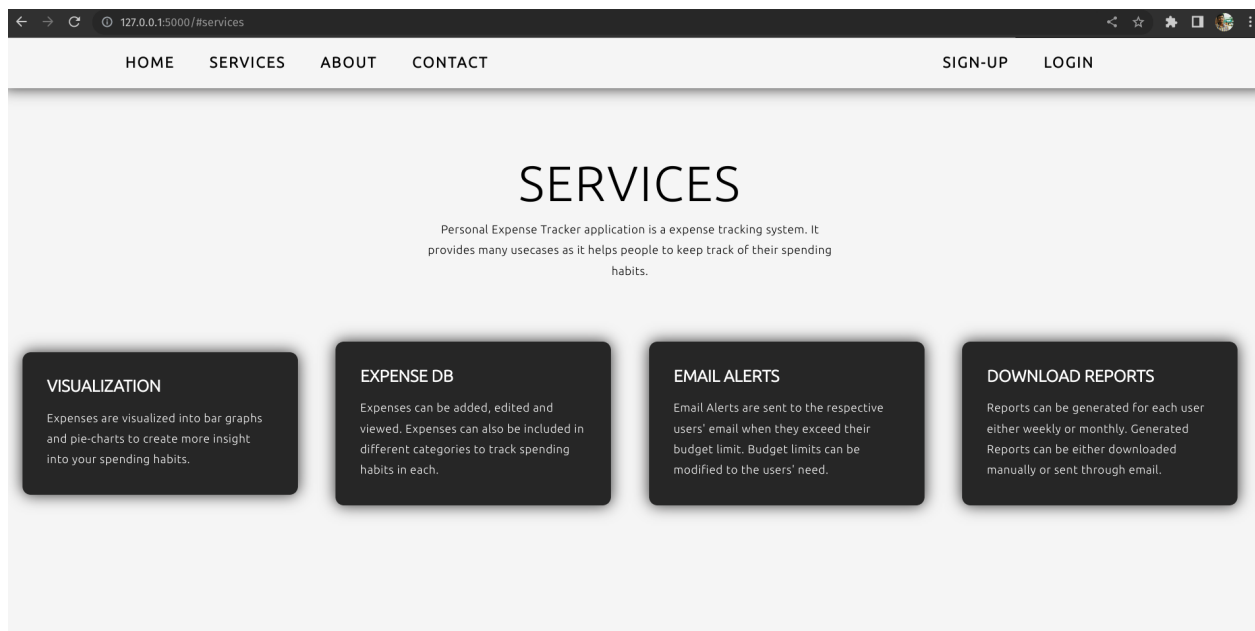 127.0.0.1:5000/#services
HOME SERVICES ABOUT CONTACT SIGN-UP LOGIN
SERVICES
Personal Expense Tracker application is a expense tracking system. It
provides many usecases as it helps people to keep track of their spending
habits.
VISUALIZATION
Expenses are visualized into bar graphs
and pie-charts to create more insight
into your spending habits.
EXPENSE DB
Expenses can be added, edited and
viewed. Expenses can also be included in
different categories to track spending
habits in each.
EMAIL ALERTS
Email Alerts are sent to the respective
users' email when they exceed their
budget limit. Budget limits can be
modified to the users' need.
DOWNLOAD REPORTS
Reports can be generated for each user
either weekly or monthly. Generated
Reports can be either downloaded
manually or sent through email.